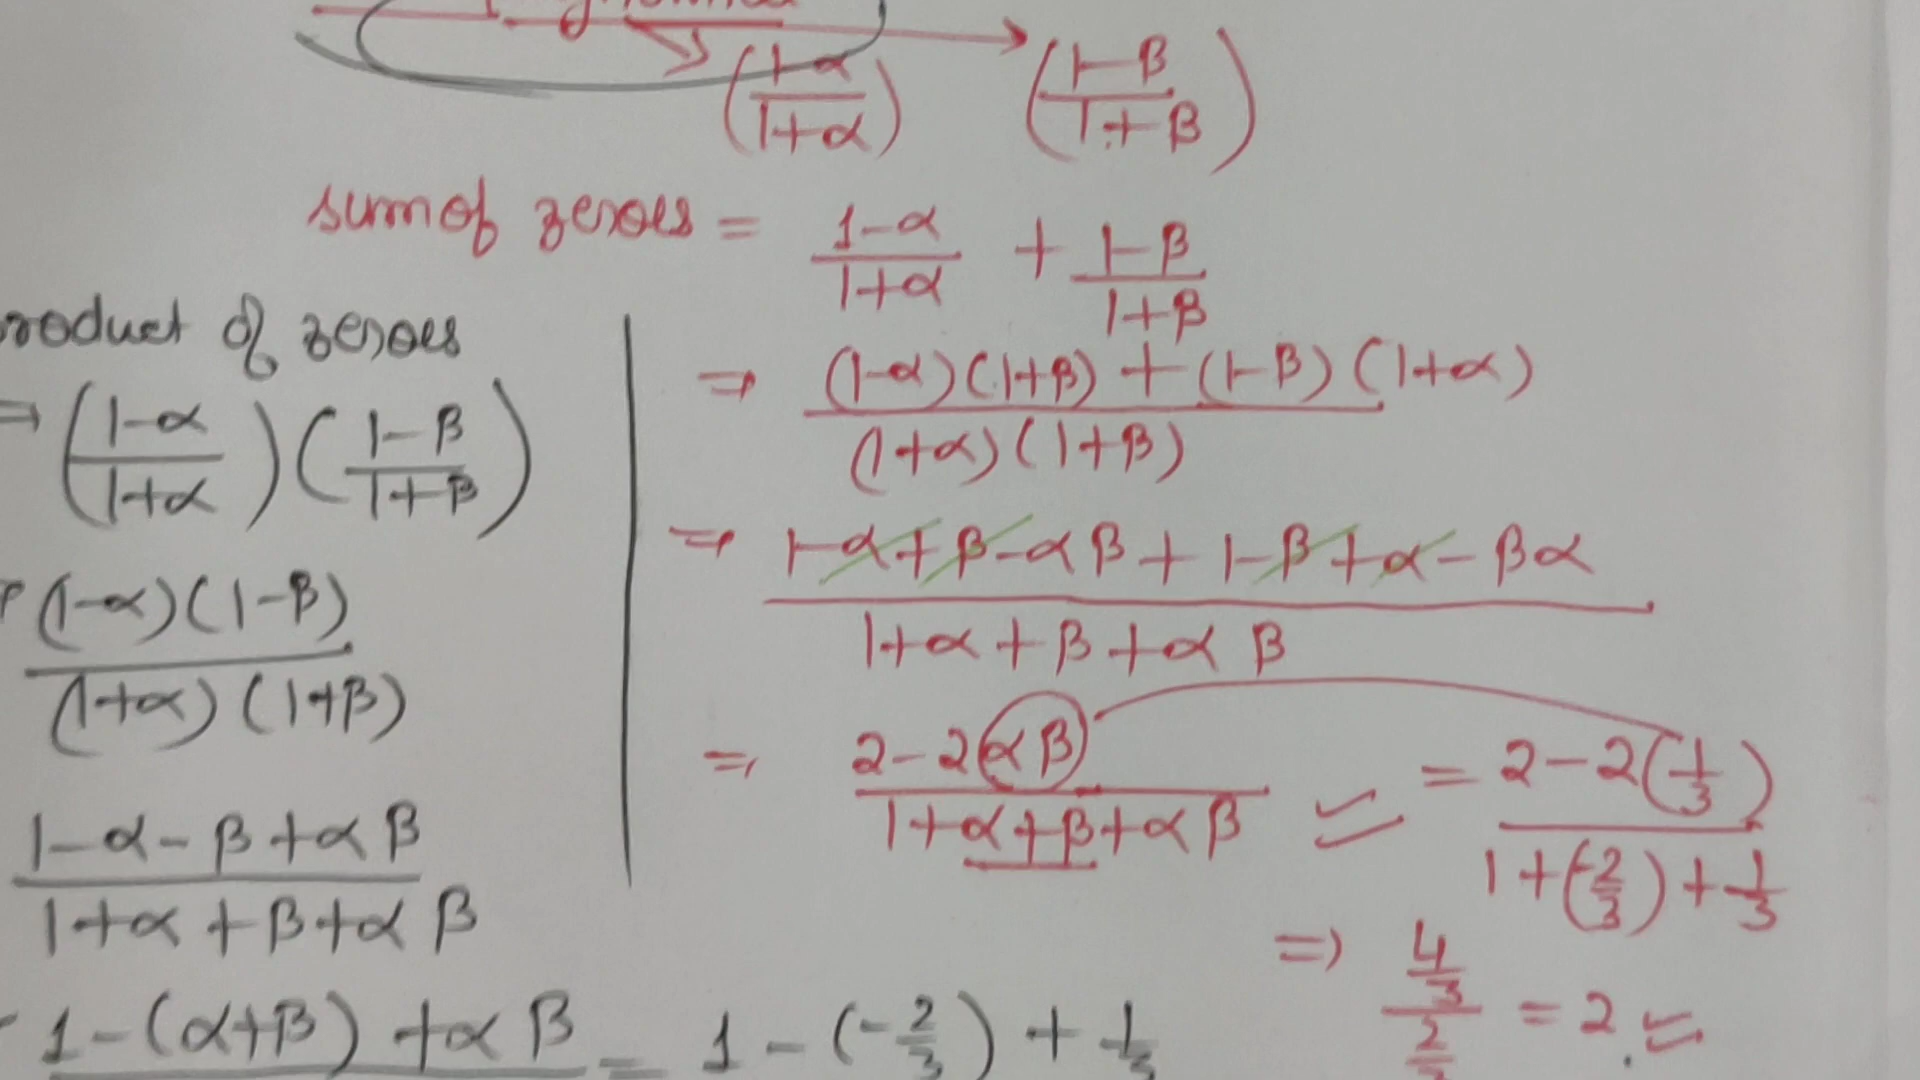 (1-α / 1+α) (1-β / 1+β)
sum of zeroes = 1-α / 1+α + 1-β / 1+β
⇒ (1-α)(1+β) + (1-β)(1+α) / (1+α)(1+β)
⇒ 1-α+β-αβ+1-β+α-βα / 1+α+β+αβ
= 2-2αβ / 1+α+β+αβ = 2-2(1/3) / 1+(-2/3)+1/3
⇒ 4/3 / 2/3 = 2.
roduct of zeroes
⇒ (1-α / 1+α) (1-β / 1+β)
(1-α)(1-β) / (1+α)(1+β)
1-α-β+αβ / 1+α+β+αβ
1-(α+β)+αβ = 1-(-2/3)+1/3